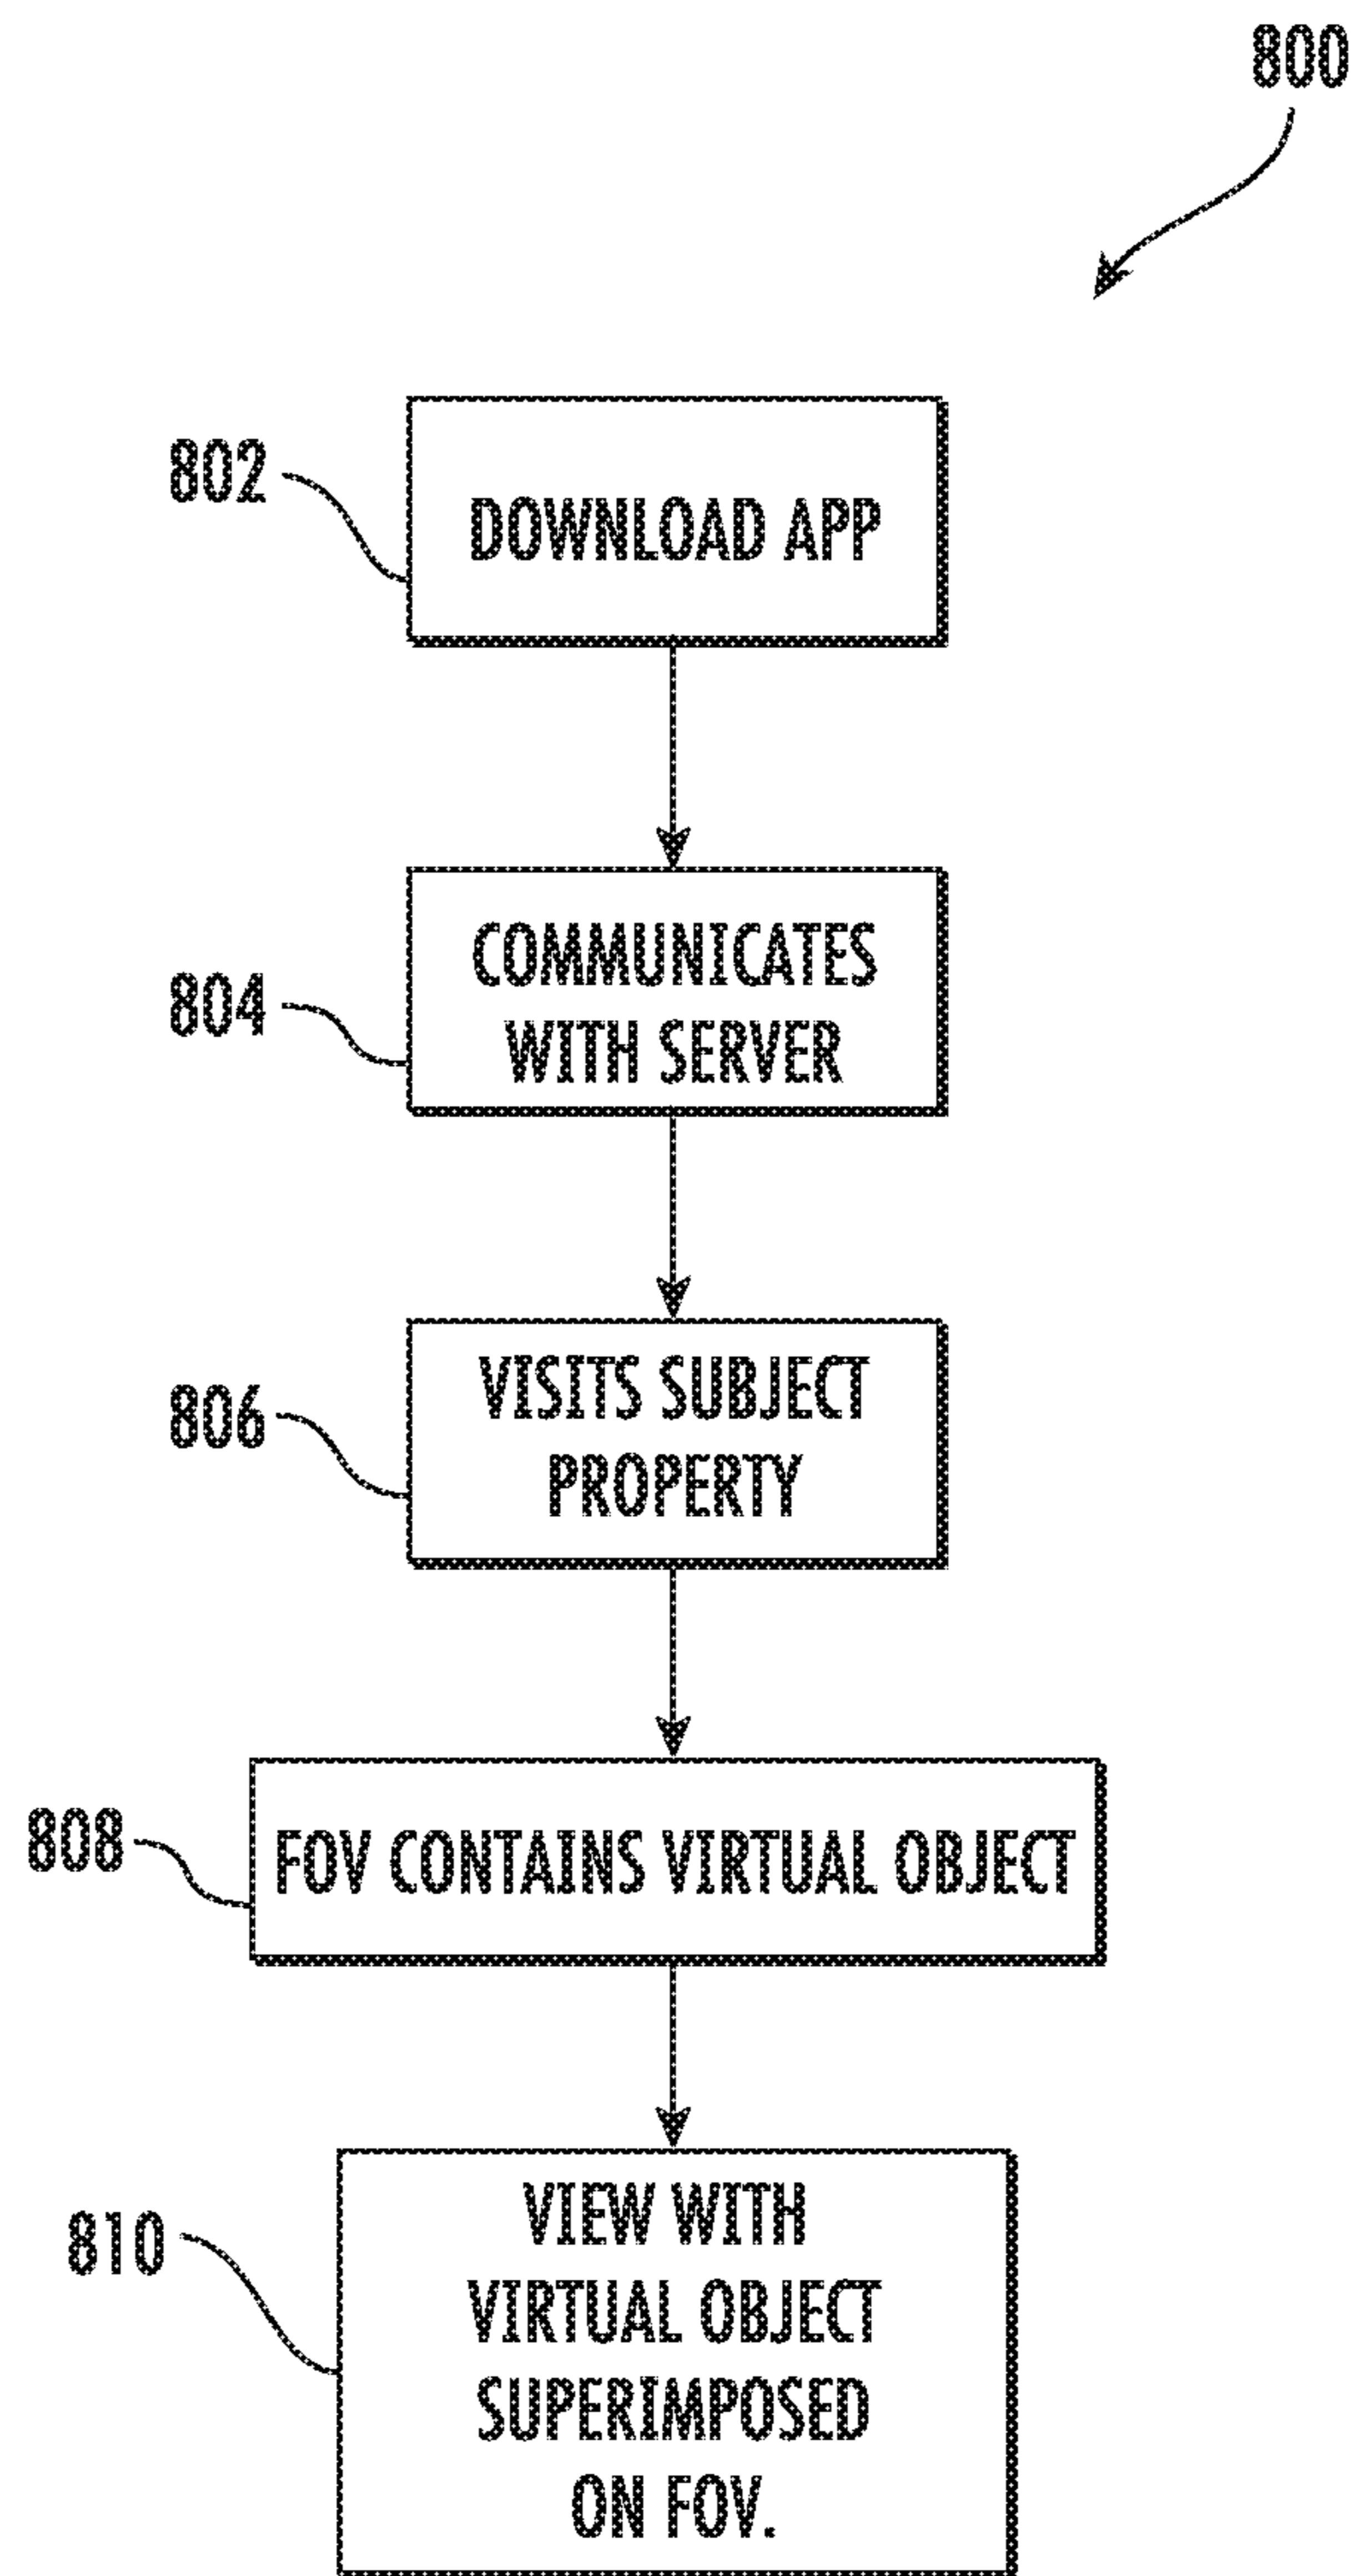 800
802
DOWNLOAD APP
804
COMMUNICATES
WITH SERVER
806
VISITS SUBJECT
PROPERTY
808
FOV CONTAINS VIRTUAL OBJECT
810
VIEW WITH
VIRTUAL OBJECT
SUPERIMPOSED
ON FOV.